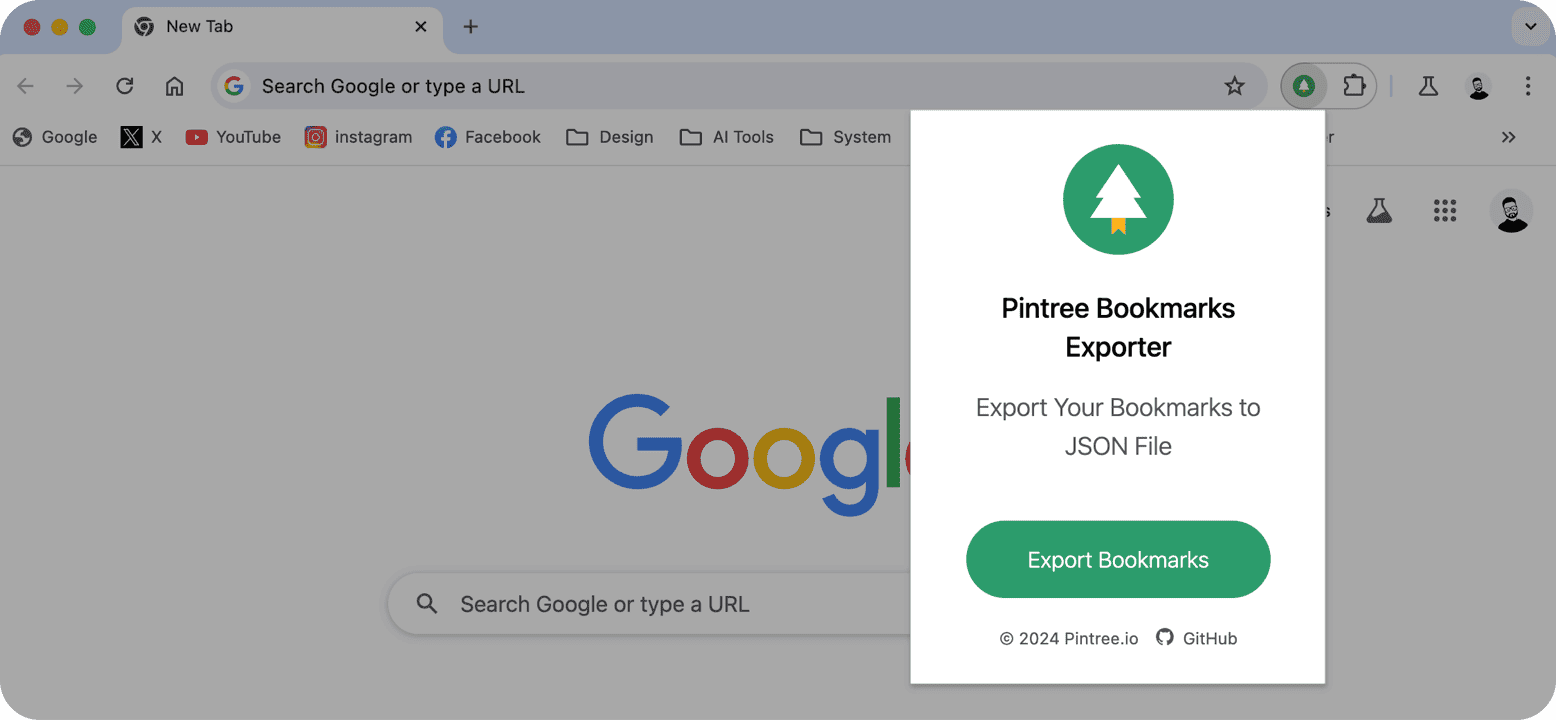 New Tab
Search Google or type a URL
Google
X
YouTube
instagram
Facebook
Design
AI Tools
System
Google
Search Google or type a URL
Pintree Bookmarks
Exporter
Export Your Bookmarks to
JSON File
Export Bookmarks
© 2024 Pintree.io
GitHub